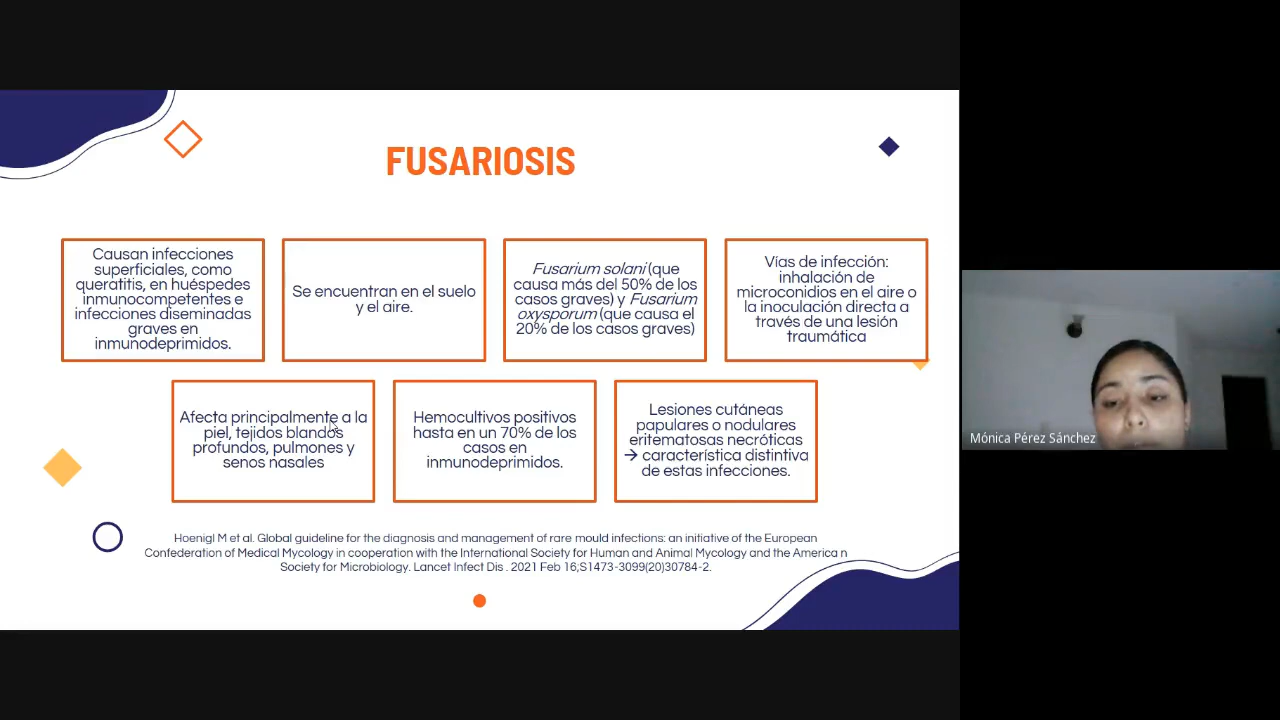 FUSARIOSIS
Causan infecciones
superficiales, como
queratitis, en huéspedes
inmunocompetentes e
infecciones diseminadas
graves en
inmunodeprimidos.
Se encuentran en el suelo
y el aire.
Fusarium solani (que
causa más del 50% de los
casos graves) y Fusarium
oxysporum (que causa el
20% de los casos graves)
Vías de infección:
inhalación de
microconidios en el aire o
la inoculación directa a
través de una lesión
traumática
Afecta principalmente a la
piel, tejidos blandos
profundos, pulmones y
senos nasales
Hemocultivos positivos
hasta en un 70% de los
casos en
inmunodeprimidos.
Lesiones cutáneas
papulares o nodulares
eritematosas necróticas
→ característica distintiva
de estas infecciones.
Hoenigl M et al. Global guideline for the diagnosis and management of rare mould infections: an initiative of the European
Confederation of Medical Mycology in cooperation with the International Society for Human and Animal Mycology and the America n
Society for Microbiology. Lancet Infect Dis . 2021 Feb 16;S1473-3099(20)30784-2.
Mónica Pérez Sánchez